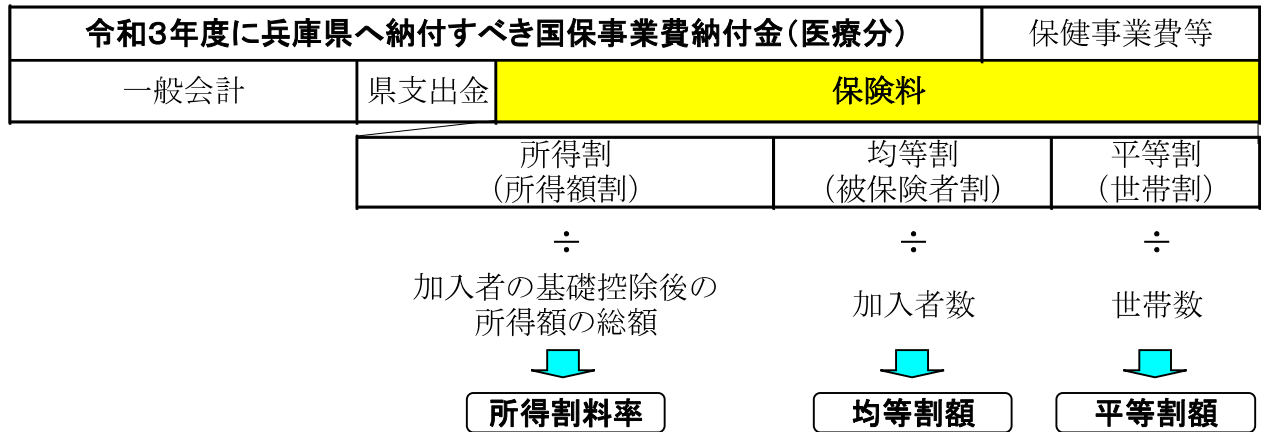 令和3年度に兵庫県へ納付すべき国保事業費納付金(医療分) 保健事業費等
一般会計 県支出金 保険料
所得割 均等割 平等割
(所得額割) (被保険者割) (世帯割)
÷ ÷ ÷
加入者の基礎控除後の
所得額の総額 加入者数 世帯数
所得割料率 均等割額 平等割額